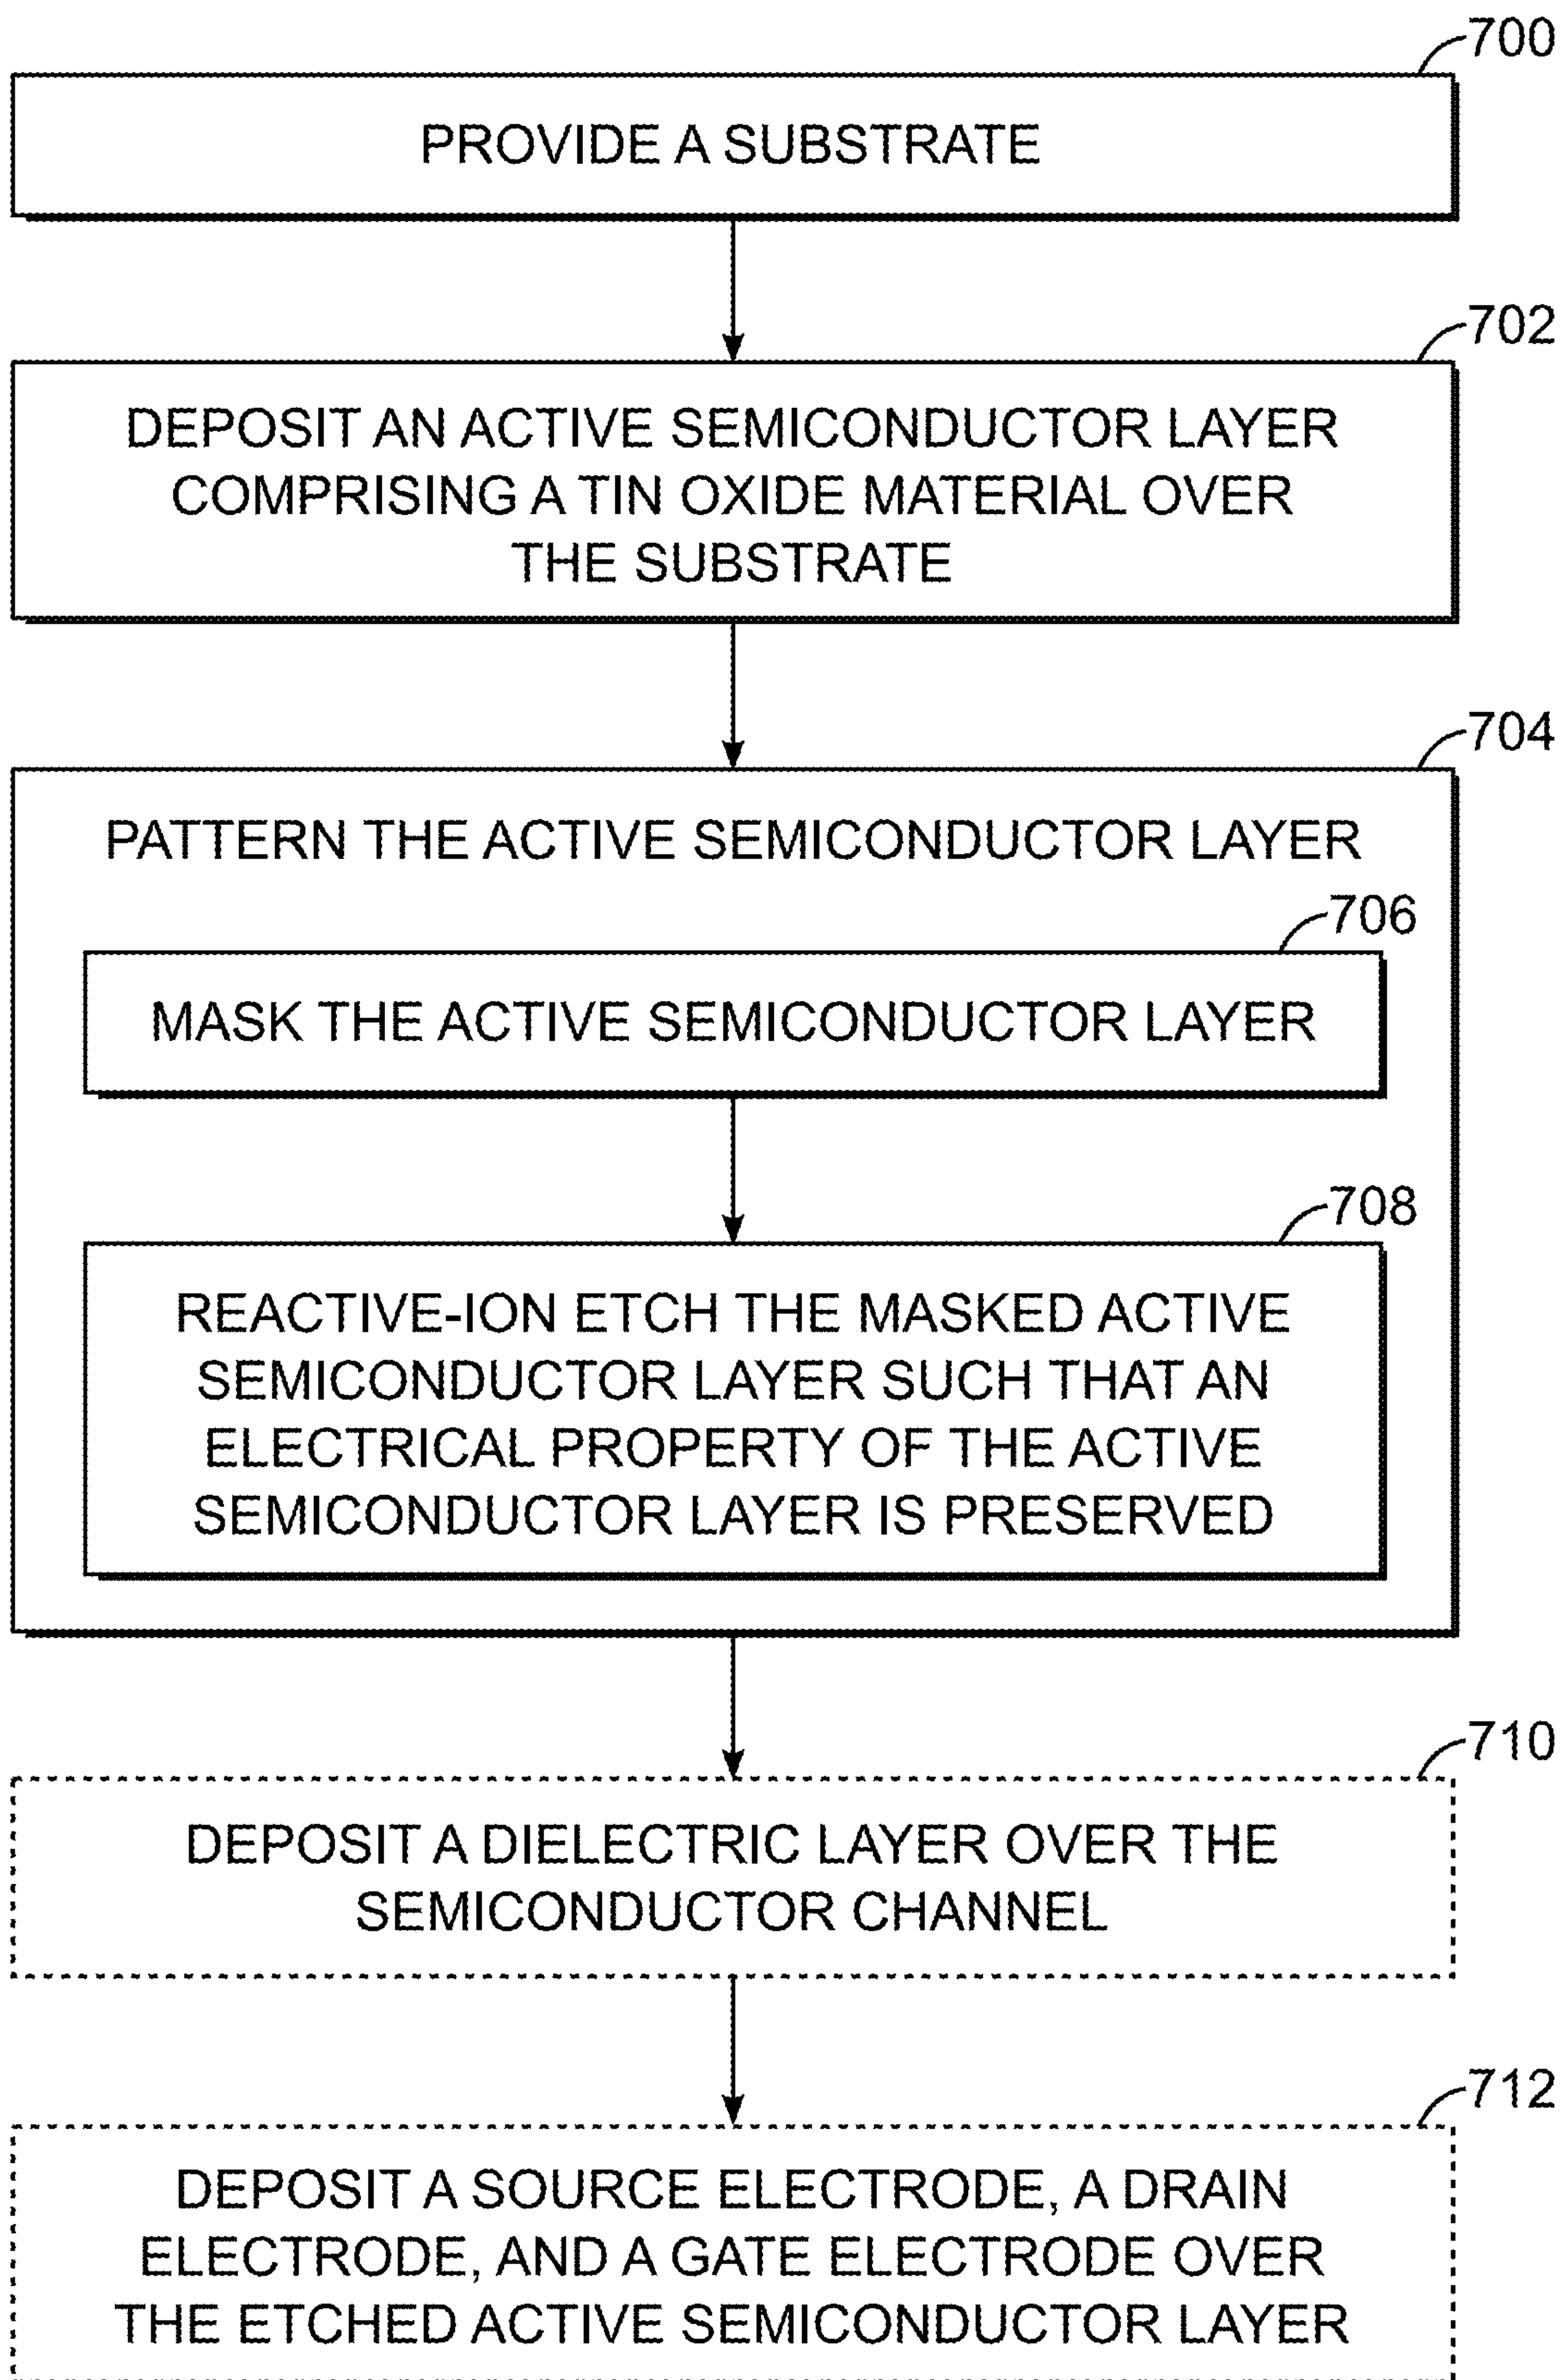 700
PROVIDE A SUBSTRATE
702
DEPOSIT AN ACTIVE SEMICONDUCTOR LAYER
COMPRISING A TIN OXIDE MATERIAL OVER
THE SUBSTRATE
704
PATTERN THE ACTIVE SEMICONDUCTOR LAYER
706
MASK THE ACTIVE SEMICONDUCTOR LAYER
708
REACTIVE-ION ETCH THE MASKED ACTIVE
SEMICONDUCTOR LAYER SUCH THAT AN
ELECTRICAL PROPERTY OF THE ACTIVE
SEMICONDUCTOR LAYER IS PRESERVED
710
DEPOSIT A DIELECTRIC LAYER OVER THE
SEMICONDUCTOR CHANNEL
712
DEPOSIT A SOURCE ELECTRODE, A DRAIN
ELECTRODE, AND A GATE ELECTRODE OVER
THE ETCHED ACTIVE SEMICONDUCTOR LAYER